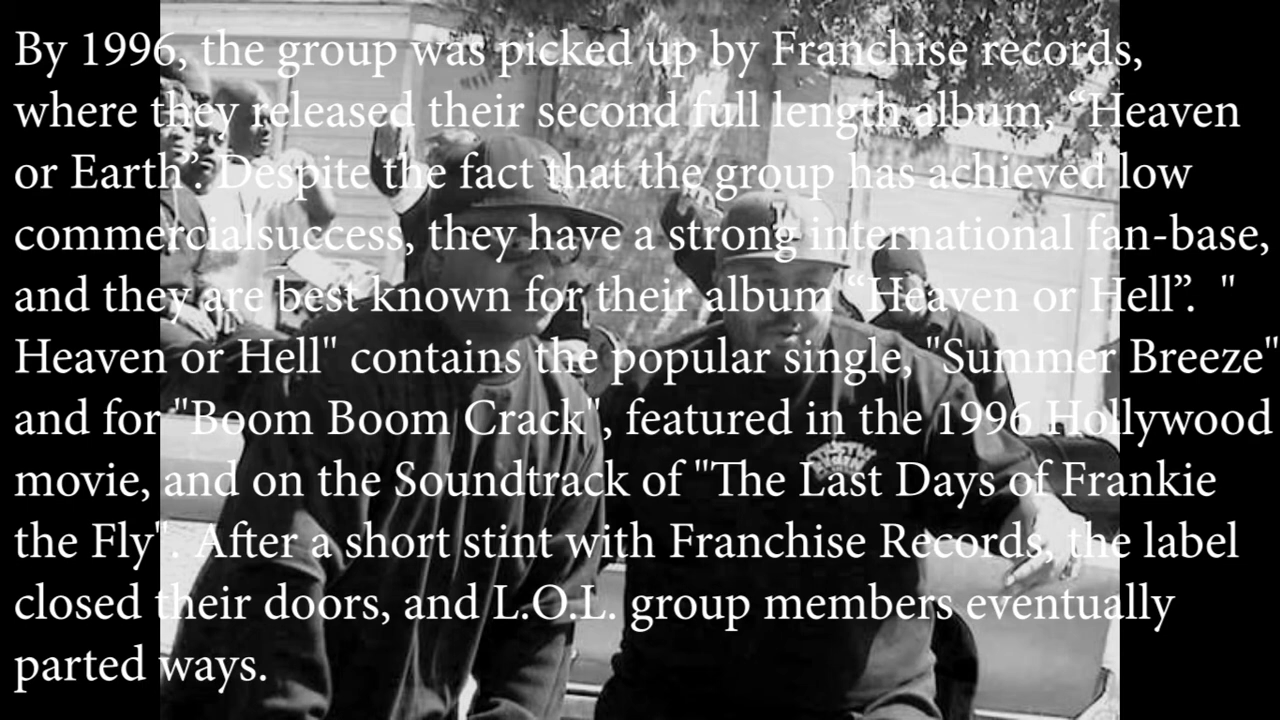 By 1996, the group was picked up by Franchise records,
where they released their second full length album, “Heaven
or Earth”. Despite the fact that the group has achieved low
commercialsuccess, they have a strong international fan-base,
and they are best known for their album “Heaven or Hell”. "
Heaven or Hell" contains the popular single, "Summer Breeze"
and for "Boom Boom Crack", featured in the 1996 Hollywood
movie, and on the Soundtrack of "The Last Days of Frankie
the Fly". After a short stint with Franchise Records, the label
closed their doors, and L.O.L. group members eventually
parted ways.